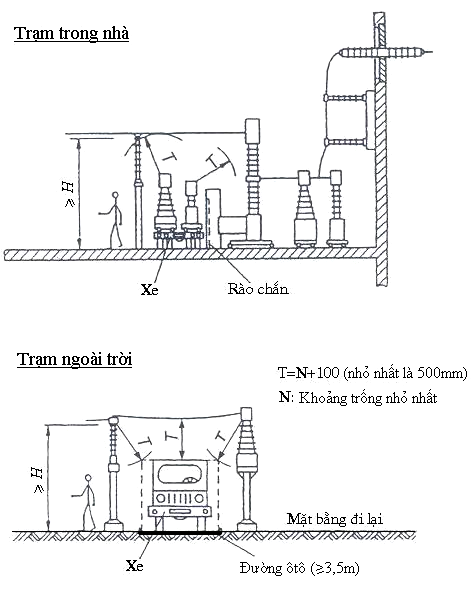 Trạm trong nhà
T
T
≥ H
Xe
Rào chắn
Trạm ngoài trời
T=N+100 (nhỏ nhất là 500mm)
N: Khoảng trống nhỏ nhất
T
T
T
≥ H
Mặt bằng đi lại
Xe
Đường ôtô (≥3,5m)